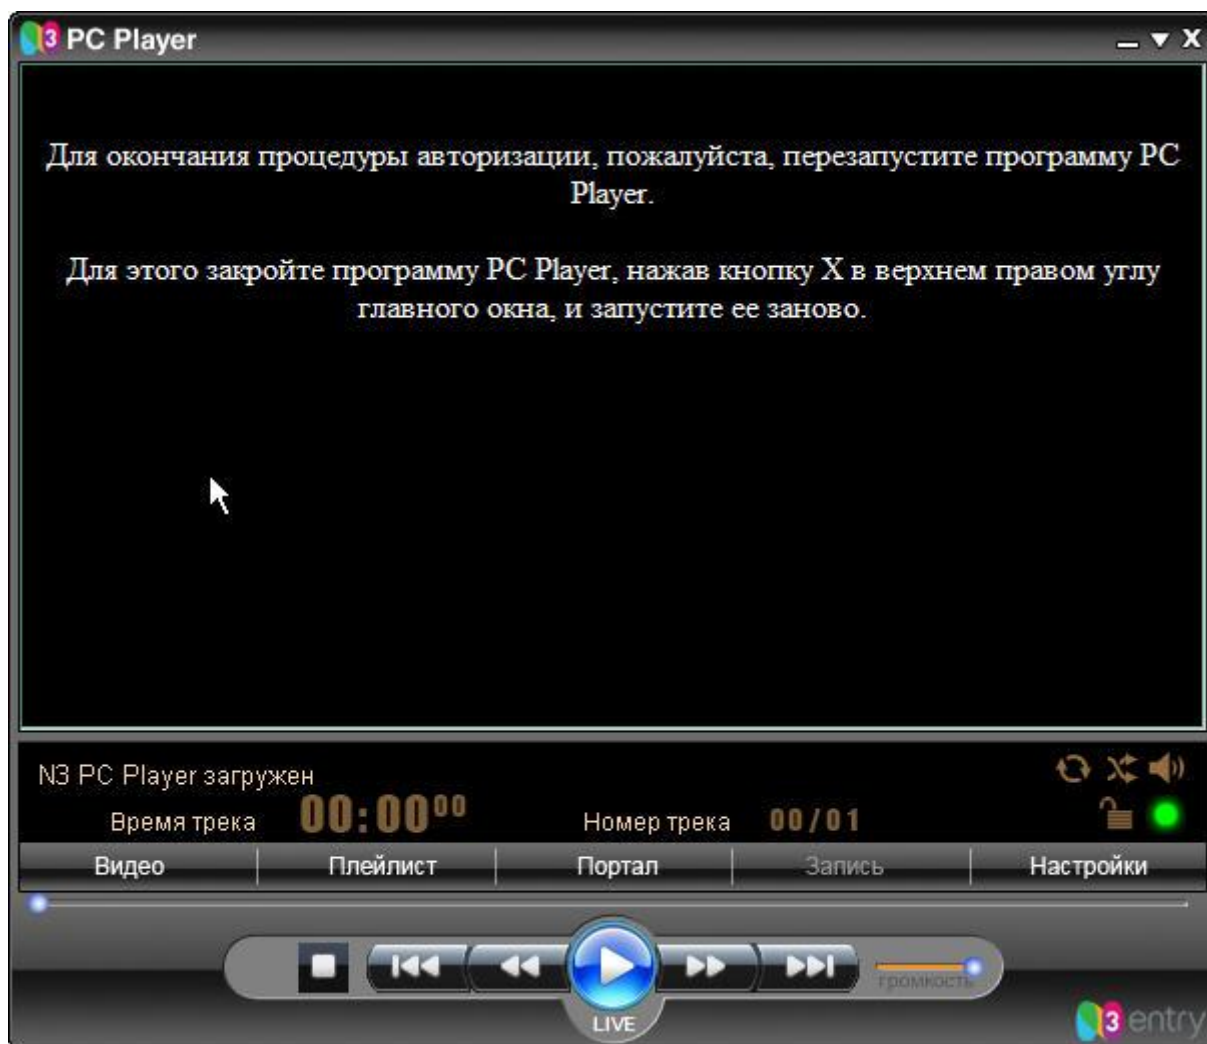 N3 PC Player
Для окончания процедуры авторизации, пожалуйста, перезапустите программу PC
Player.
Для этого закройте программу PC Player, нажав кнопку X в верхнем правом углу
главного окна, и запустите ее заново.
N3 PC Player загружен
Время трека 00:00 00 Номер трека 00/01
Видео Плейлист Портал Запись Настройки
громкость
LIVE
N3 entry